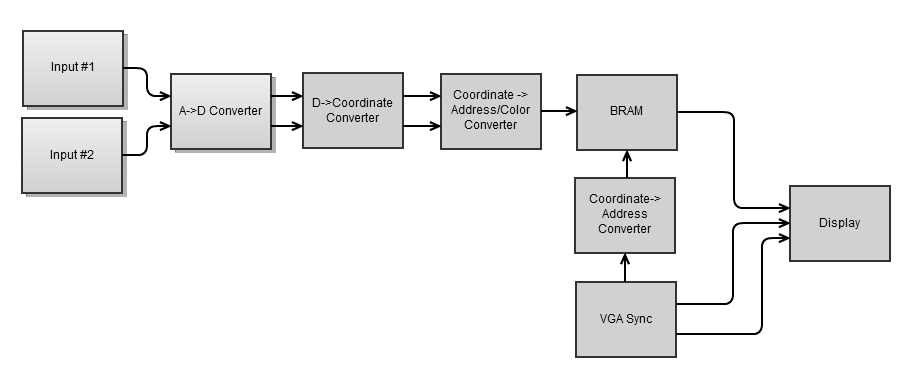 Input #1
Input #2
A->D Converter
D->Coordinate
Converter
Coordinate ->
Address/Color
Converter
BRAM
Coordinate->
Address
Converter
VGA Sync
Display